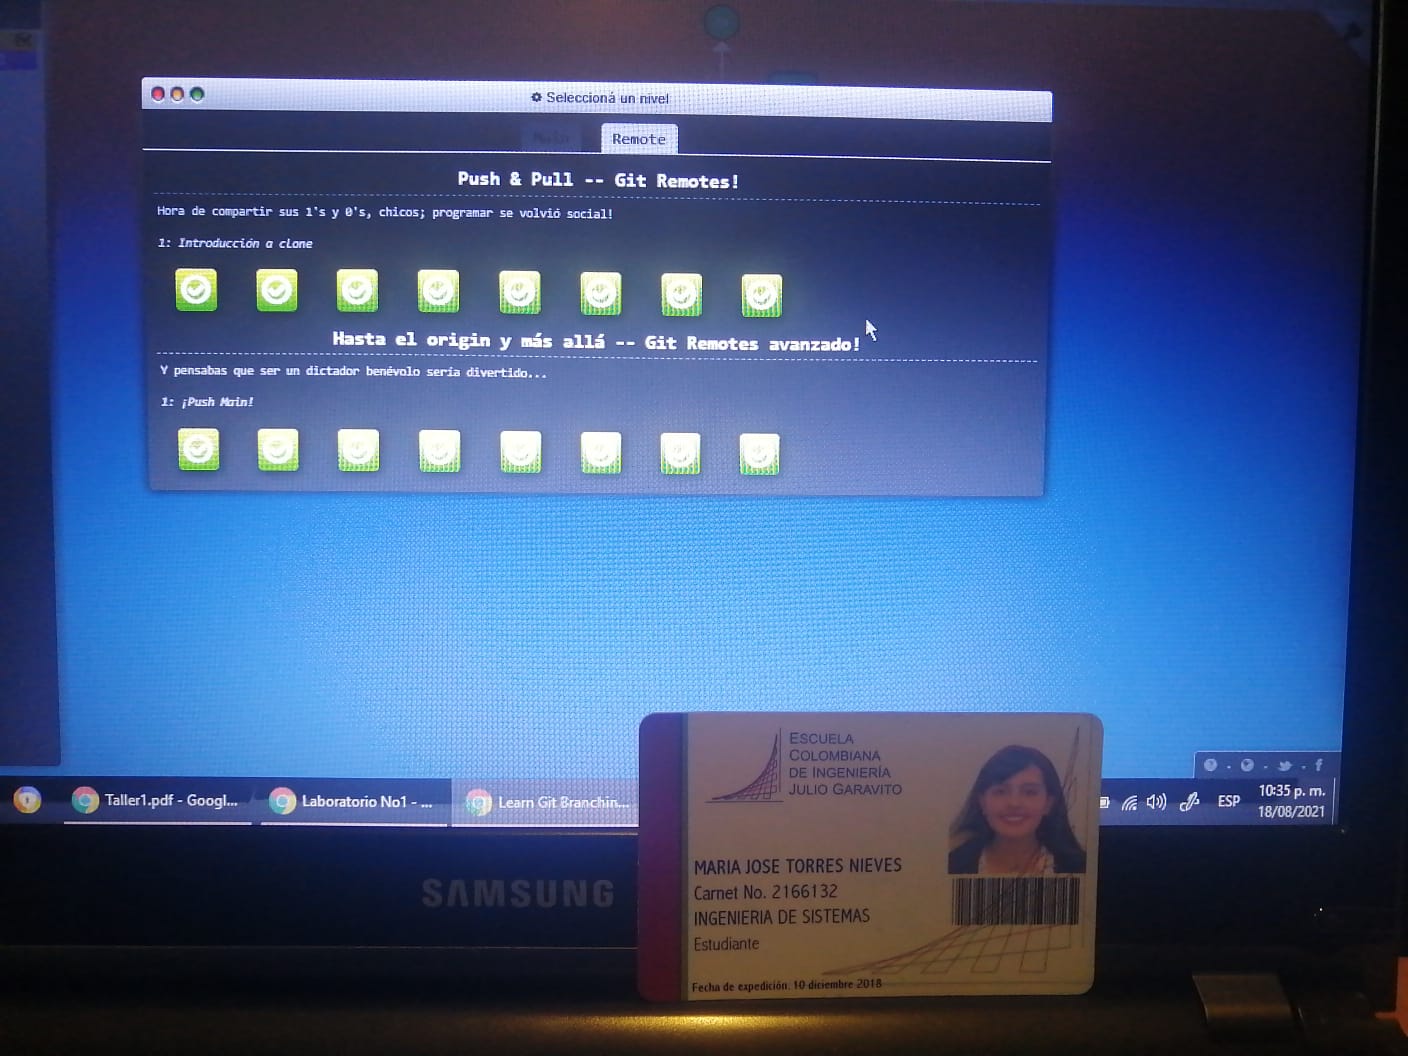 Seleccioná un nivel
Main
Remote
Push & Pull -- Git Remotes!
Hora de compartir sus 1's y 0's, chicos; programar se volvió social!
1: Introducción a clone
Hasta el origin y más allá -- Git Remotes avanzado!
Y pensabas que ser un dictador benévolo sería divertido...
1: ¡Push Main!
Taller1.pdf - Googl...
Laboratorio No1 - ...
Learn Git Branchin...
ESP
10:35 p. m.
18/08/2021
SAMSUNG
ESCUELA
COLOMBIANA
DE INGENIERÍA
JULIO GARAVITO
MARIA JOSE TORRES NIEVES
Carnet No. 2166132
INGENIERIA DE SISTEMAS
Estudiante
Fecha de expedición: 10 diciembre 2018